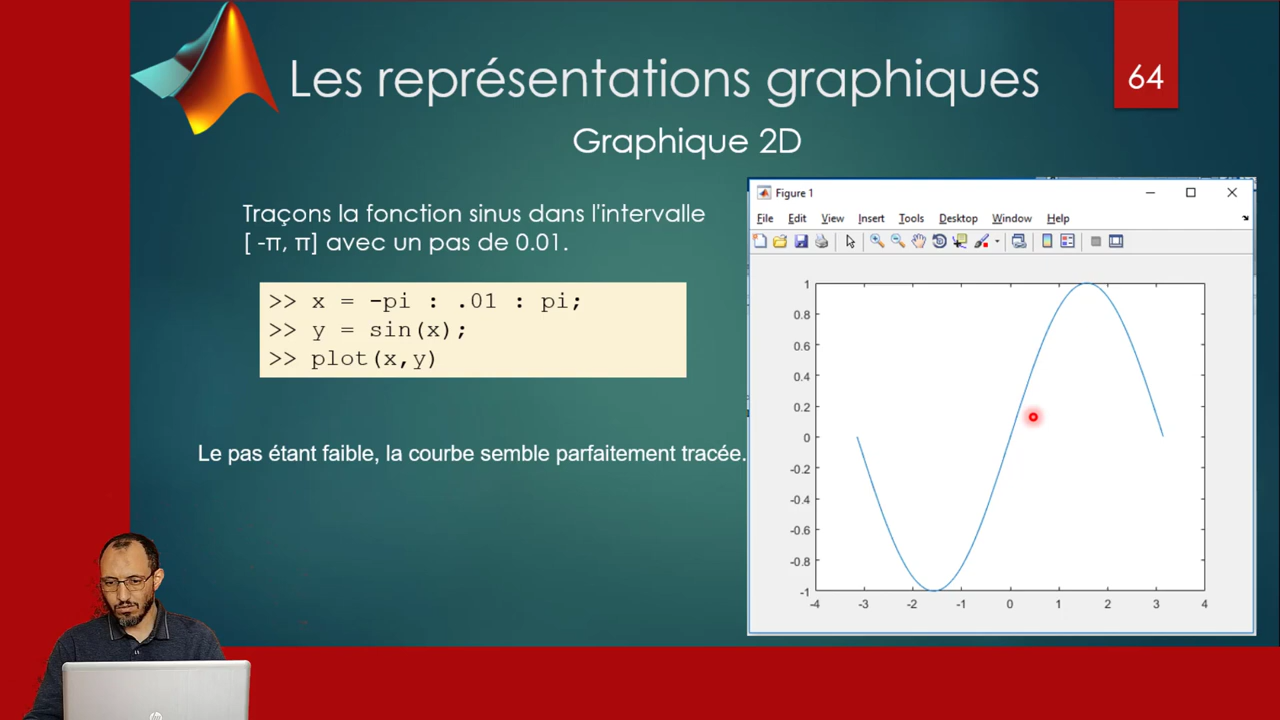 Les représentations graphiques
64
Graphique 2D
Traçons la fonction sinus dans l'intervalle
[ -π, π] avec un pas de 0.01.
>> x = -pi : .01 : pi;
>> y = sin(x);
>> plot(x,y)
Le pas étant faible, la courbe semble parfaitement tracée.
Figure 1
File Edit View Insert Tools Desktop Window Help
1
0.8
0.6
0.4
0.2
0
-0.2
-0.4
-0.6
-0.8
-1
-4 -3 -2 -1 0 1 2 3 4
hp